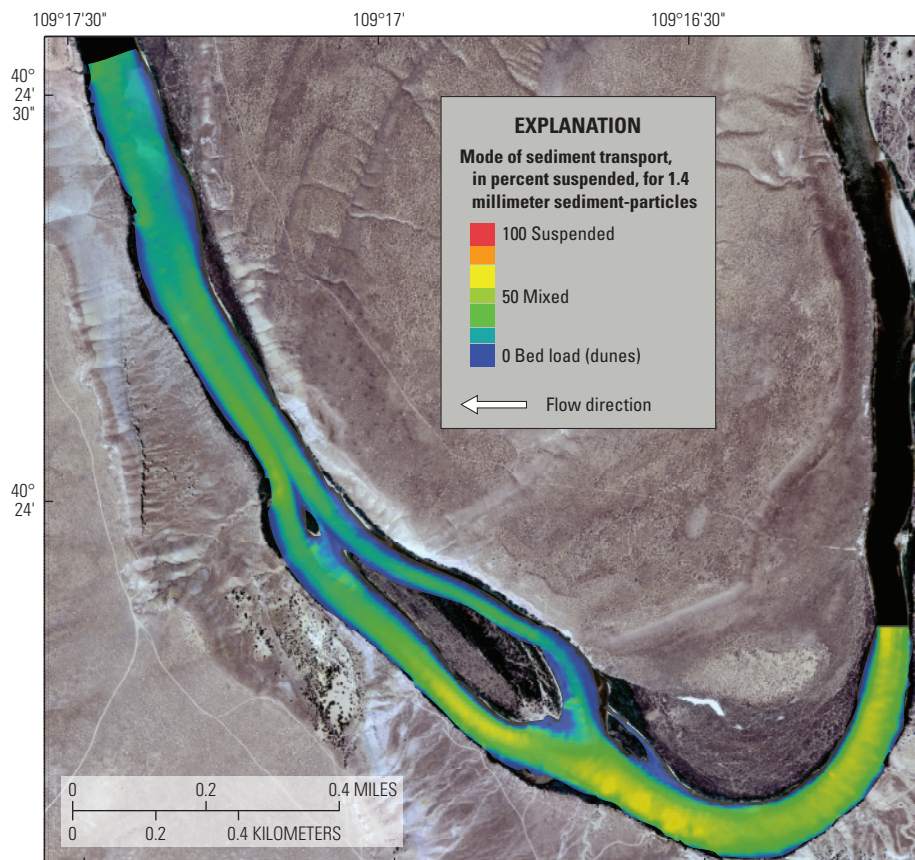 109°17'30"
109°17'
109°16'30"
40°
24'
30"
EXPLANATION
Mode of sediment transport,
in percent suspended, for 1.4
millimeter sediment-particles
100 Suspended
50 Mixed
0 Bed load (dunes)
Flow direction
40°
24'
0 0.2 0.4 MILES
0 0.2 0.4 KILOMETERS